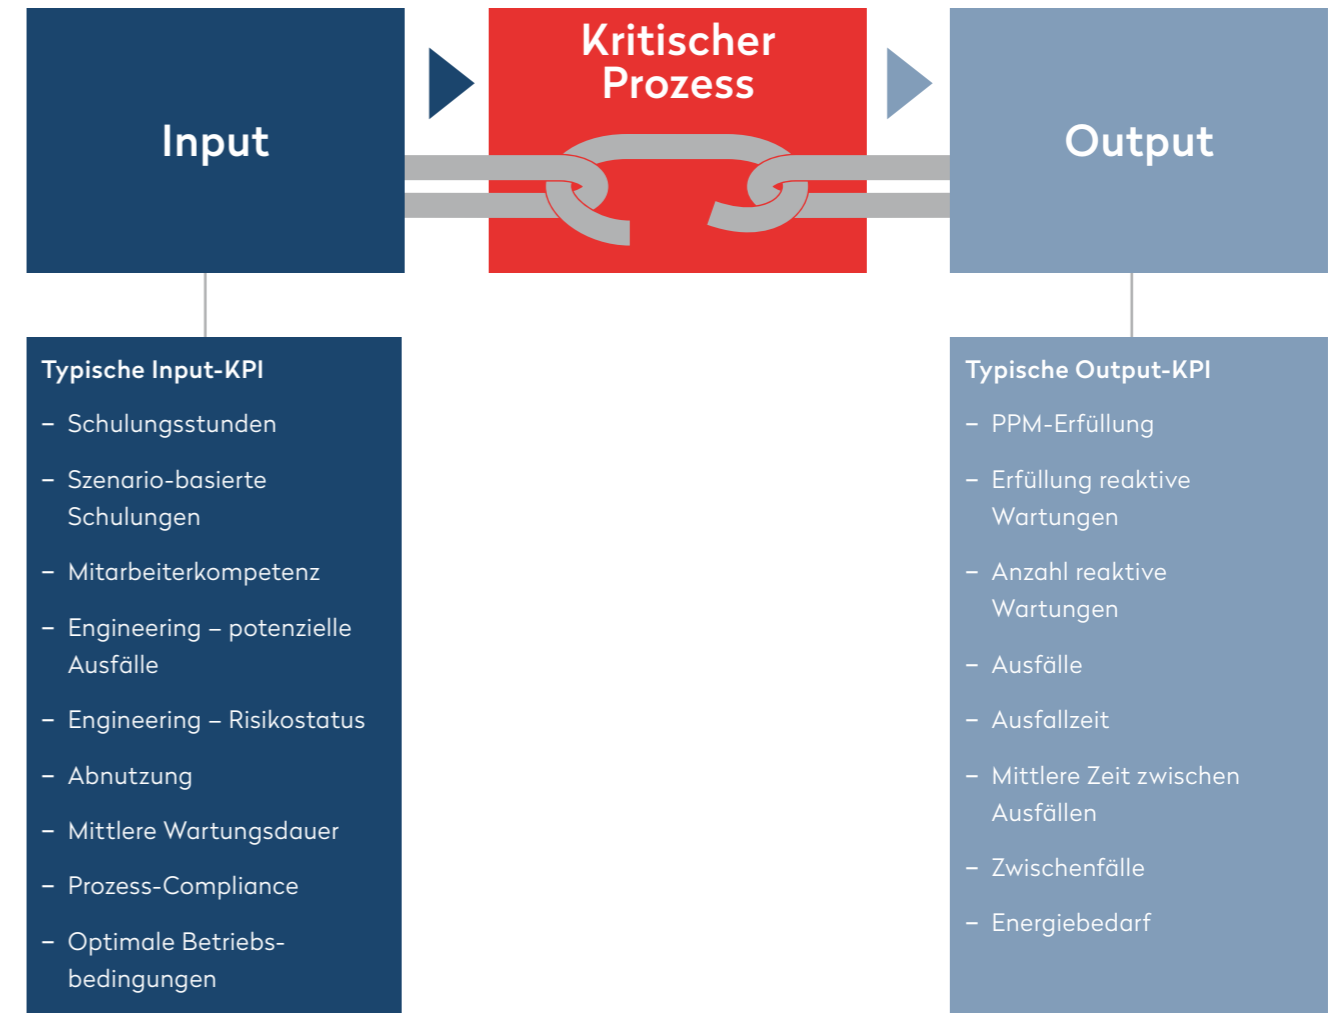 Input
Kritischer
Prozess
Output
Typische Input-KPI
– Schulungsstunden
– Szenario-basierte
Schulungen
– Mitarbeiterkompetenz
– Engineering – potenzielle
Ausfälle
– Engineering – Risikostatus
– Abnutzung
– Mittlere Wartungsdauer
– Prozess-Compliance
– Optimale Betriebs-
bedingungen
Typische Output-KPI
– PPM-Erfüllung
– Erfüllung reaktive
Wartungen
– Anzahl reaktive
Wartungen
– Ausfälle
– Ausfallzeit
– Mittlere Zeit zwischen
Ausfällen
– Zwischenfälle
– Energiebedarf